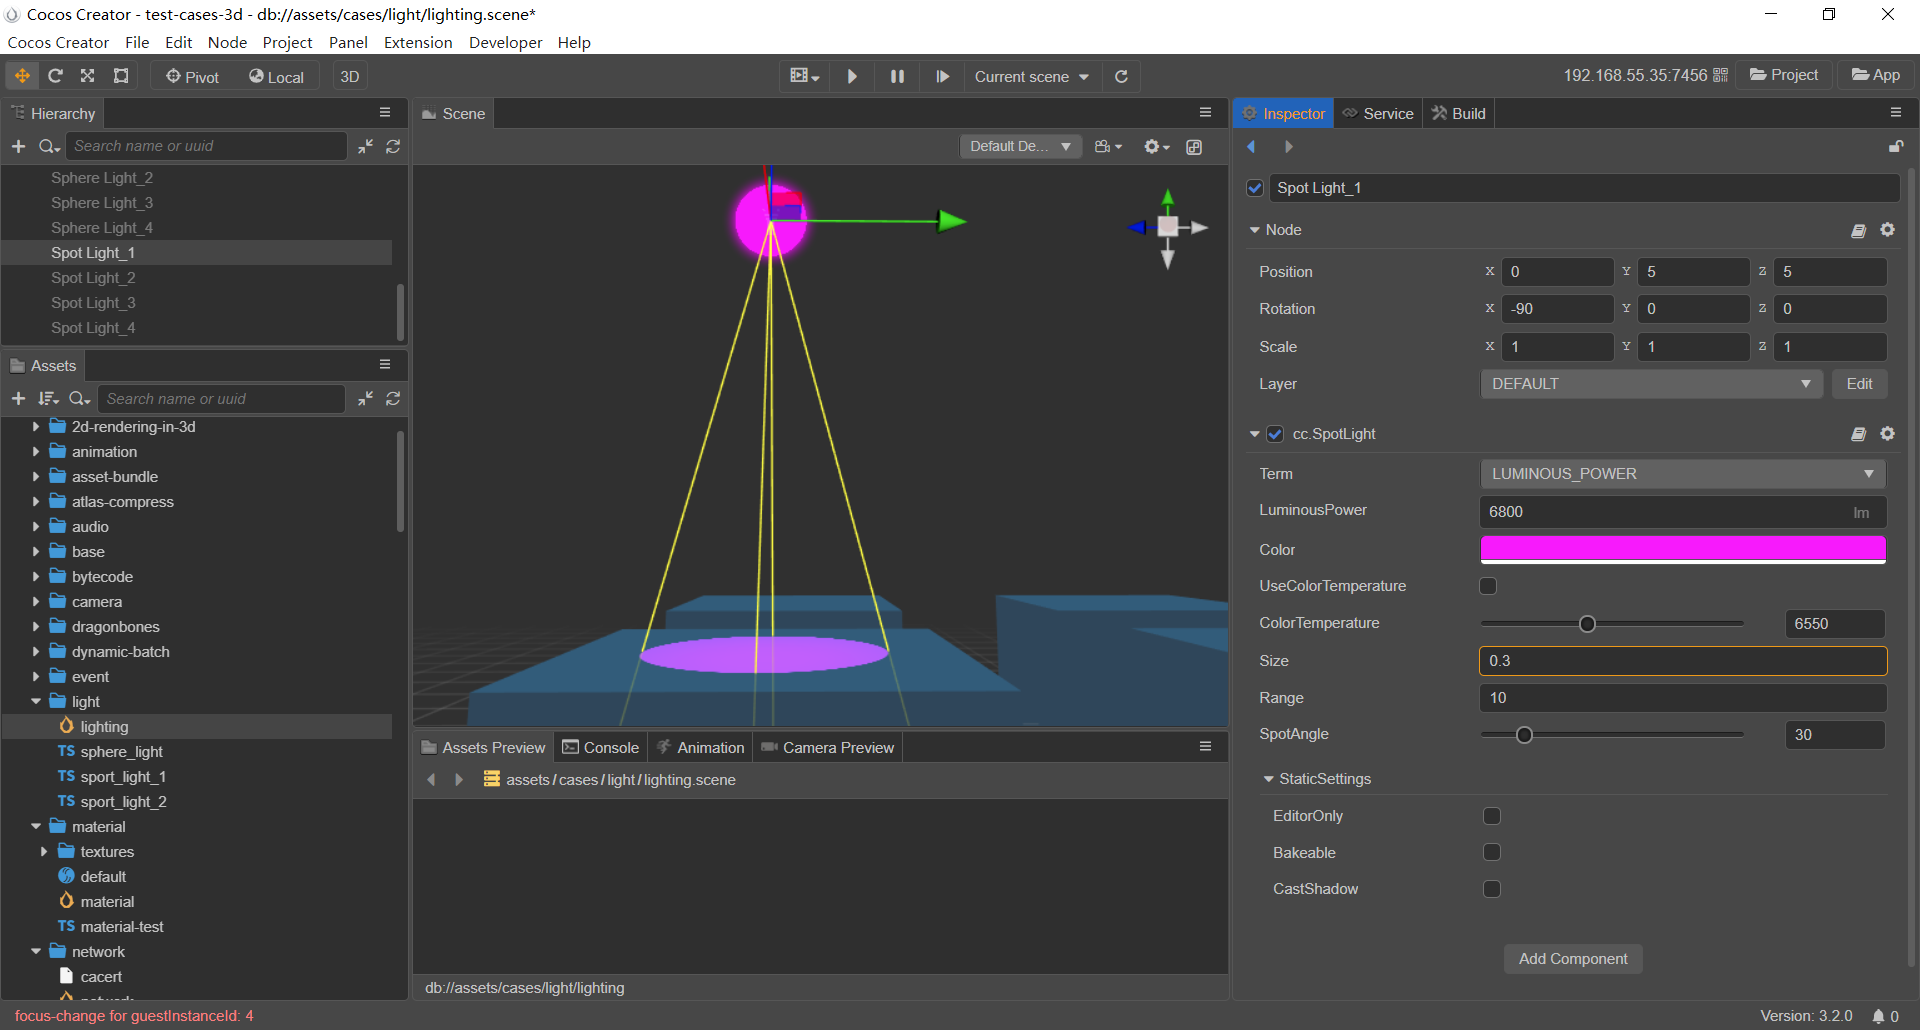 Cocos Creator - test-cases-3d - db://assets/cases/light/lighting.scene*
Cocos Creator File Edit Node Project Panel Extension Developer Help
Pivot Local 3D Current scene 192.168.55.35:7456 Project App
Hierarchy
Search name or uuid
Sphere Light_2
Sphere Light_3
Sphere Light_4
Spot Light_1
Spot Light_2
Spot Light_3
Spot Light_4
Assets
Search name or uuid
2d-rendering-in-3d
animation
asset-bundle
atlas-compress
audio
base
bytecode
camera
dragonbones
dynamic-batch
event
light
lighting
TS sphere_light
TS sport_light_1
TS sport_light_2
material
textures
default
material
TS material-test
network
cacert
network
Scene
Default De...
Assets Preview Console Animation Camera Preview
assets / cases / light / lighting.scene
db://assets/cases/light/lighting
Inspector Service Build
Spot Light_1
Node
Position X 0 Y 5 Z 5
Rotation X -90 Y 0 Z 0
Scale X 1 Y 1 Z 1
Layer DEFAULT Edit
cc.SpotLight
Term LUMINOUS_POWER
LuminousPower 6800 lm
Color
UseColorTemperature
ColorTemperature 6550
Size 0.3
Range 10
SpotAngle 30
StaticSettings
EditorOnly
Bakeable
CastShadow
Add Component
focus-change for guestInstanceId: 4
Version: 3.2.0 0